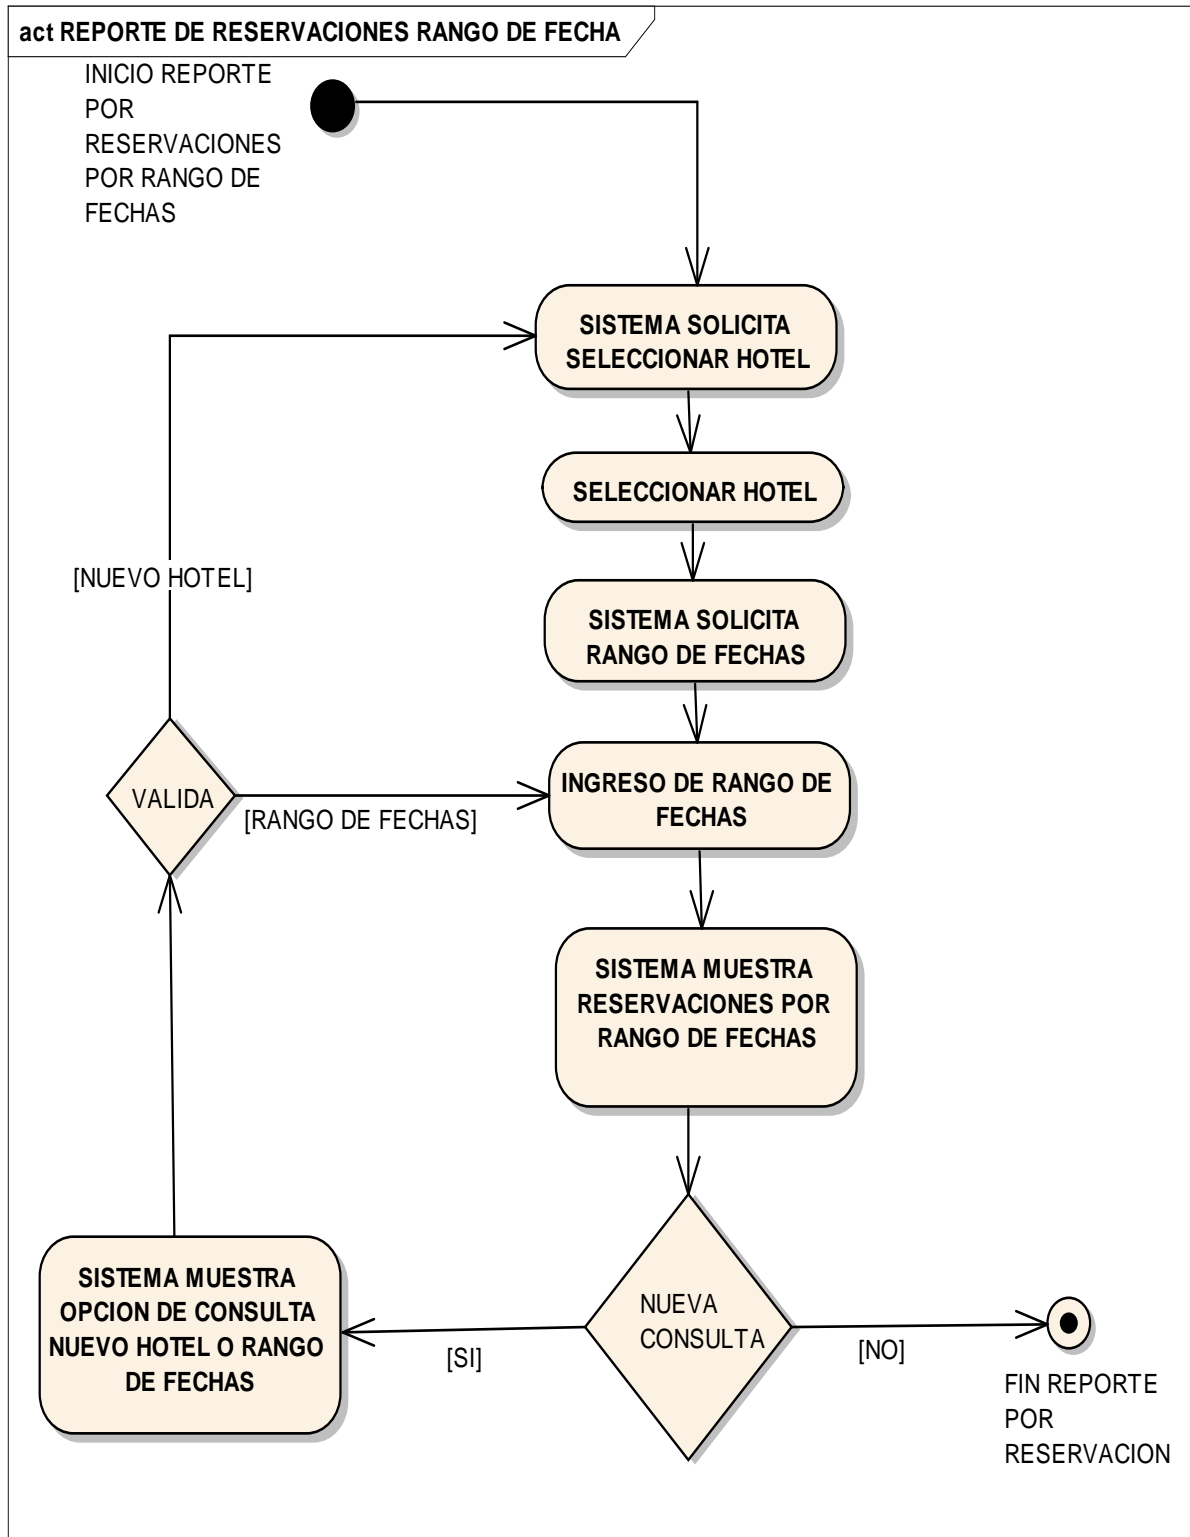 act REPORTE DE RESERVACIONES RANGO DE FECHA
INICIO REPORTE
POR
RESERVACIONES
POR RANGO DE
FECHAS
SISTEMA SOLICITA
SELECCIONAR HOTEL
SELECCIONAR HOTEL
[NUEVO HOTEL]
SISTEMA SOLICITA
RANGO DE FECHAS
VALIDA
[RANGO DE FECHAS]
INGRESO DE RANGO DE
FECHAS
SISTEMA MUESTRA
RESERVACIONES POR
RANGO DE FECHAS
SISTEMA MUESTRA
OPCION DE CONSULTA
NUEVO HOTEL O RANGO
DE FECHAS
[SI]
NUEVA
CONSULTA
[NO]
FIN REPORTE
POR
RESERVACION